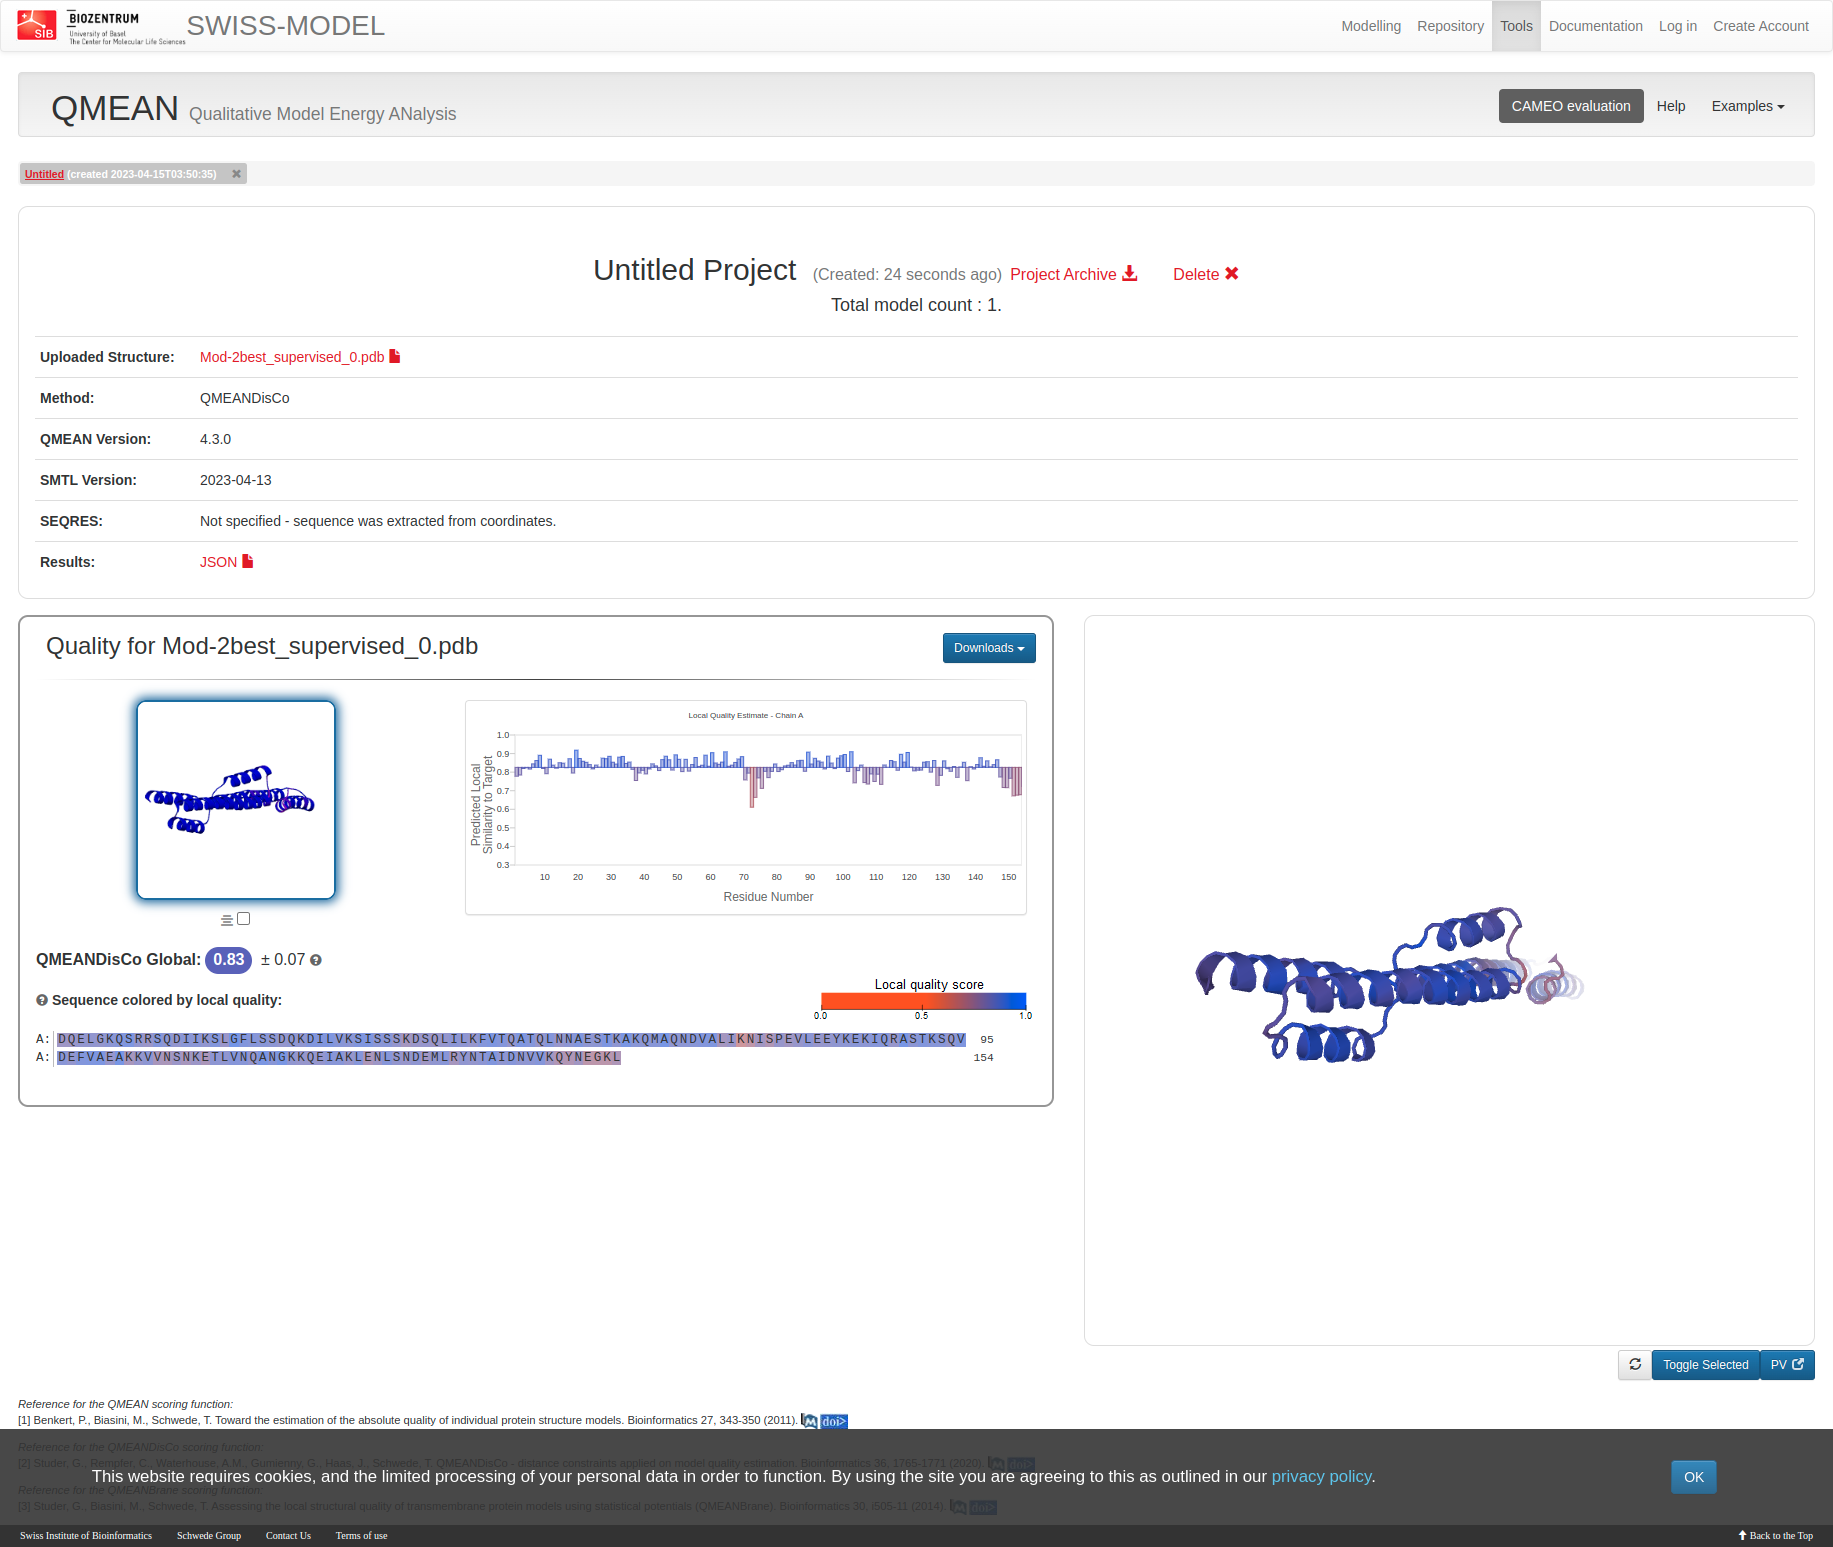 SIB
BIOZENTRUM
University of Basel
The Center for Molecular Life Sciences
SWISS-MODEL
Modelling Repository Tools Documentation Log in Create Account
QMEAN Qualitative Model Energy ANalysis
CAMEO evaluation Help Examples
Untitled (created 2023-04-15T03:50:35)
Untitled Project (Created: 24 seconds ago) Project Archive Delete
Total model count : 1.
Uploaded Structure: Mod-2best_supervised_0.pdb
Method: QMEANDisCo
QMEAN Version: 4.3.0
SMTL Version: 2023-04-13
SEQRES: Not specified - sequence was extracted from coordinates.
Results: JSON
Quality for Mod-2best_supervised_0.pdb
Downloads
Local Quality Estimate - Chain A
Predicted Local
Similarity to Target
1.0
0.9
0.8
0.7
0.6
0.5
0.4
0.3
10 20 30 40 50 60 70 80 90 100 110 120 130 140 150
Residue Number
QMEANDisCo Global: 0.83 ± 0.07
Sequence colored by local quality:
Local quality score
0.0 0.5 1.0
A: DQELGKQSRRSQDIIKSLGFLSSDQKDILVKSISSSKDSQLILKFVTQATQLNNAESTKAKQMAQNDVALIKNISPEVLEEYKEKIQRASTKSQV 95
A: DEFVAEAKKVVNSNKETLVNQANGKKQEIAKLENLSNDEMLRYNTAIDNVVKQYNEGKL 154
Toggle Selected PV
Reference for the QMEAN scoring function:
[1] Benkert, P., Biasini, M., Schwede, T. Toward the estimation of the absolute quality of individual protein structure models. Bioinformatics 27, 343-350 (2011). M doi>
Reference for the QMEANDisCo scoring function:
[2] Studer, G., Rempfer, C., Waterhouse, A.M., Gumienny, G., Haas, J., Schwede, T. QMEANDisCo - distance constraints applied on model quality estimation. Bioinformatics 36, 1765-1771 (2020). M doi>
This website requires cookies, and the limited processing of your personal data in order to function. By using the site you are agreeing to this as outlined in our privacy policy.
OK
Reference for the QMEANBrane scoring function:
[3] Studer, G., Biasini, M., Schwede, T. Assessing the local structural quality of transmembrane protein models using statistical potentials (QMEANBrane). Bioinformatics 30, i505-11 (2014). M doi>
Swiss Institute of Bioinformatics Schwede Group Contact Us Terms of use
Back to the Top